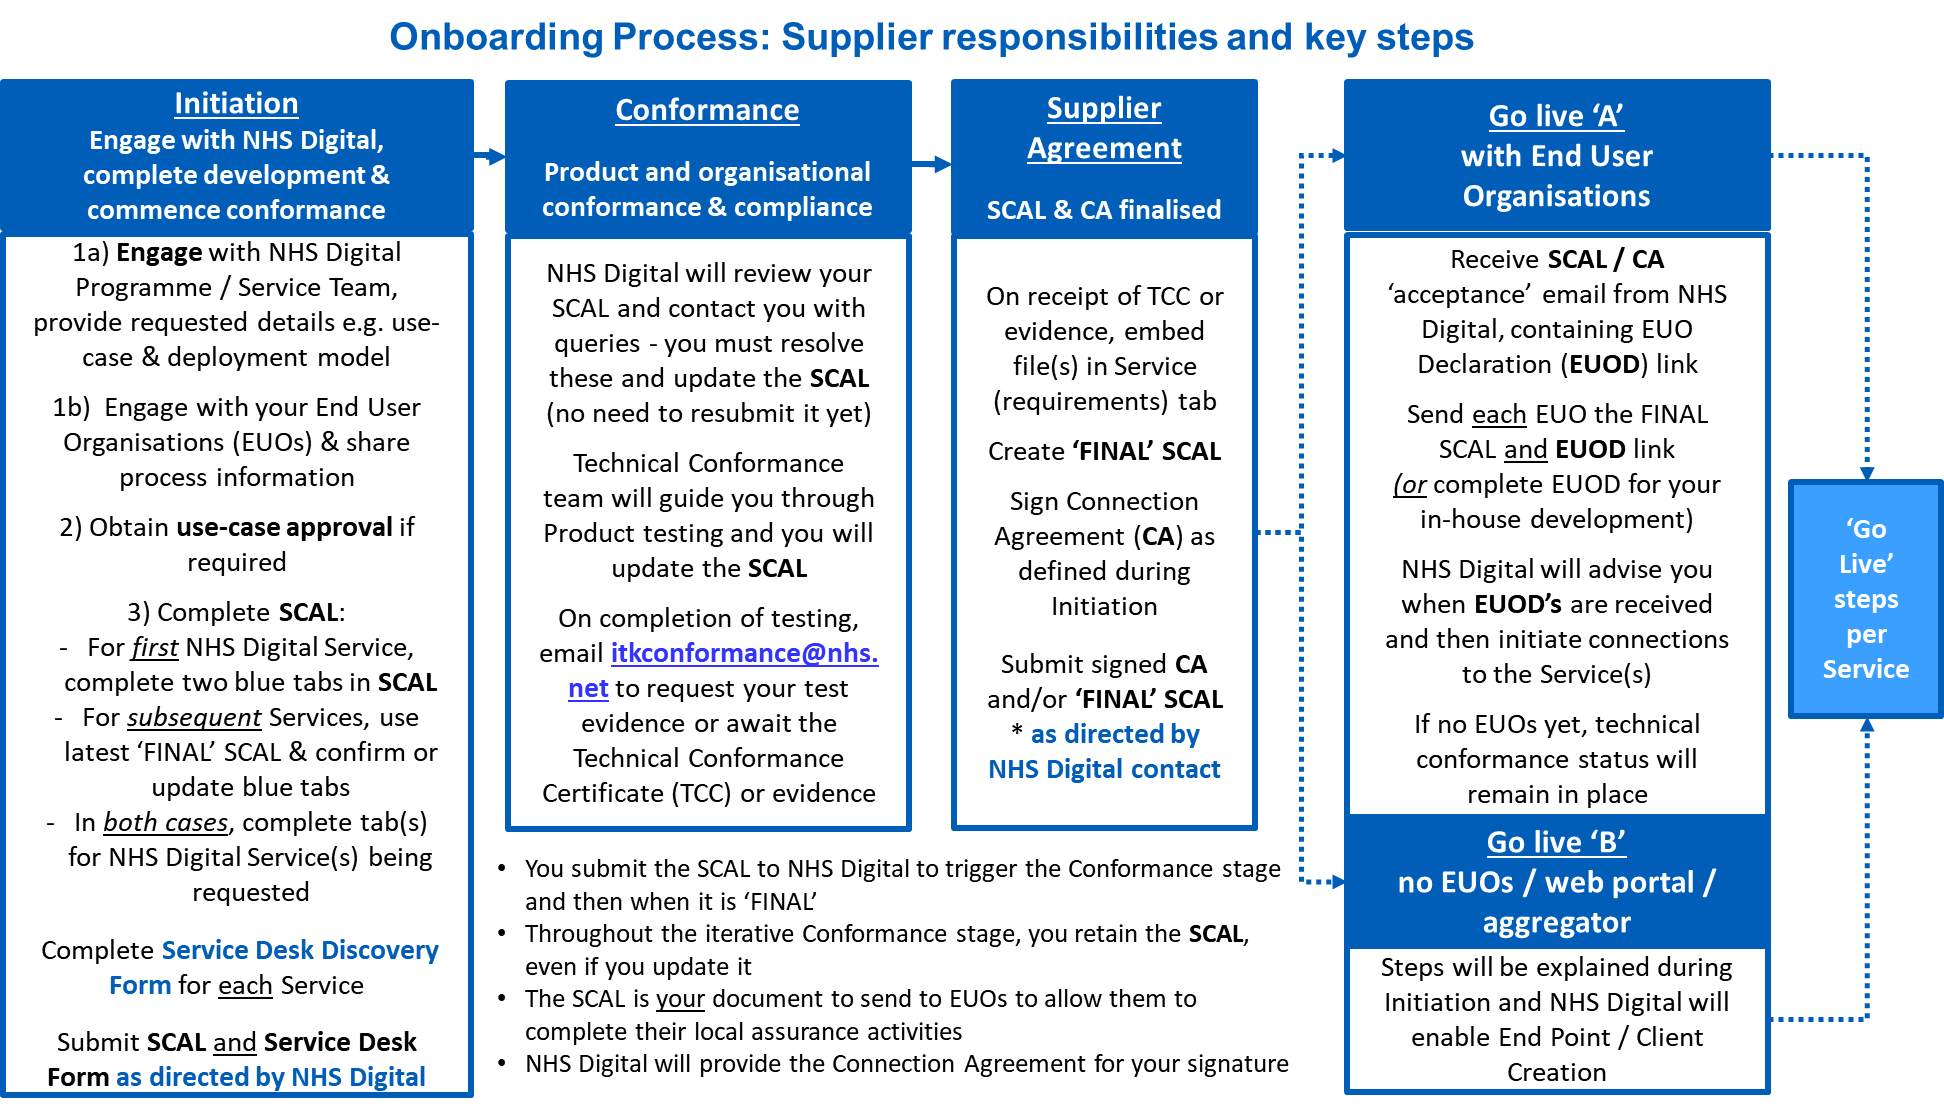 Onboarding Process: Supplier responsibilities and key steps
Initiation
Engage with NHS Digital,
complete development &
commence conformance
1a) Engage with NHS Digital
Programme / Service Team,
provide requested details e.g. use-
case & deployment model
1b)  Engage with your End User
Organisations (EUOs) & share
process information
2) Obtain use-case approval if
required
3) Complete SCAL:
- For first NHS Digital Service,
complete two blue tabs in SCAL
- For subsequent Services, use
latest ‘FINAL’ SCAL & confirm or
update blue tabs
- In both cases, complete tab(s)
for NHS Digital Service(s) being
requested
Complete Service Desk Discovery
Form for each Service
Submit SCAL and Service Desk
Form as directed by NHS Digital
Conformance
Product and organisational
conformance & compliance
NHS Digital will review your
SCAL and contact you with
queries - you must resolve
these and update the SCAL
(no need to resubmit it yet)
Technical Conformance
team will guide you through
Product testing and you will
update the SCAL
On completion of testing,
email itkconformance@nhs.
net to request your test
evidence or await the
Technical Conformance
Certificate (TCC) or evidence
Supplier
Agreement
SCAL & CA finalised
On receipt of TCC or
evidence, embed
file(s) in Service
(requirements) tab
Create ‘FINAL’ SCAL
Sign Connection
Agreement (CA) as
defined during
Initiation
Submit signed CA
and/or ‘FINAL’ SCAL
* as directed by
NHS Digital contact
• You submit the SCAL to NHS Digital to trigger the Conformance stage
and then when it is ‘FINAL’
• Throughout the iterative Conformance stage, you retain the SCAL,
even if you update it
• The SCAL is your document to send to EUOs to allow them to
complete their local assurance activities
• NHS Digital will provide the Connection Agreement for your signature
Go live ‘A’
with End User
Organisations
Receive SCAL / CA
‘acceptance’ email from NHS
Digital, containing EUO
Declaration (EUOD) link
Send each EUO the FINAL
SCAL and EUOD link
(or complete EUOD for your
in-house development)
NHS Digital will advise you
when EUOD’s are received
and then initiate connections
to the Service(s)
If no EUOs yet, technical
conformance status will
remain in place
Go live ‘B’
no EUOs / web portal /
aggregator
Steps will be explained during
Initiation and NHS Digital will
enable End Point / Client
Creation
‘Go
Live’
steps
per
Service